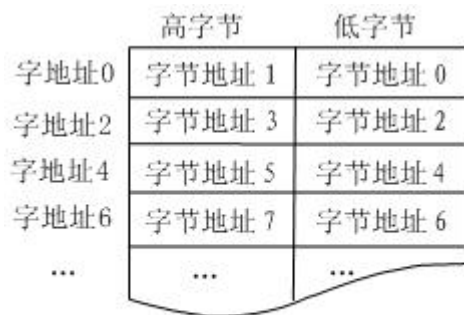 高字节 低字节
字地址0 字节地址 1 字节地址 0
字地址2 字节地址 3 字节地址 2
字地址4 字节地址 5 字节地址 4
字地址6 字节地址 7 字节地址 6
... ... ...